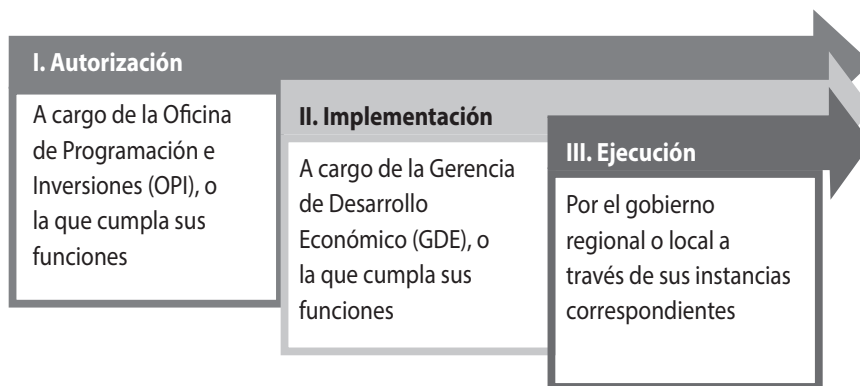 I. Autorización
A cargo de la Oficina
de Programación e
Inversiones (OPI), o
la que cumpla sus
funciones
II. Implementación
A cargo de la Gerencia
de Desarrollo
Económico (GDE), o
la que cumpla sus
funciones
III. Ejecución
Por el gobierno
regional o local a
través de sus instancias
correspondientes